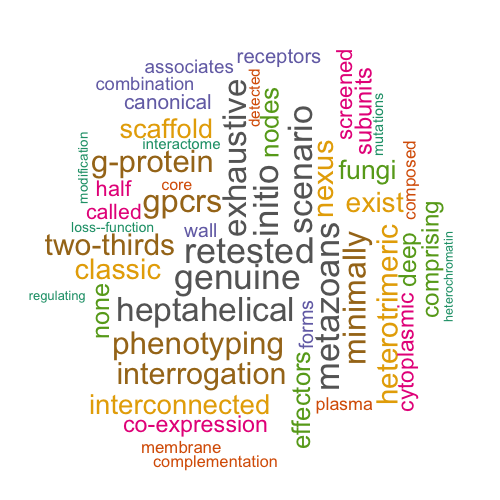 receptors
associates
combination
canonical
scaffold
interactome
g-protein
half
core
called
gpcrs
loss--function
wall
two-thirds
classic
regulating
none
modification
exhaustive
detected
nodes
initio
scenario
screened
subunits
mutations
nexus
fungi
exist
composed
retested
genuine
heptahelical
metazoans
minimally
heterotrimeric
cytoplasmic
deep
comprising
heterochromatin
phenotyping
interrogation
forms
effectors
interconnected
plasma
co-expression
membrane
complementation